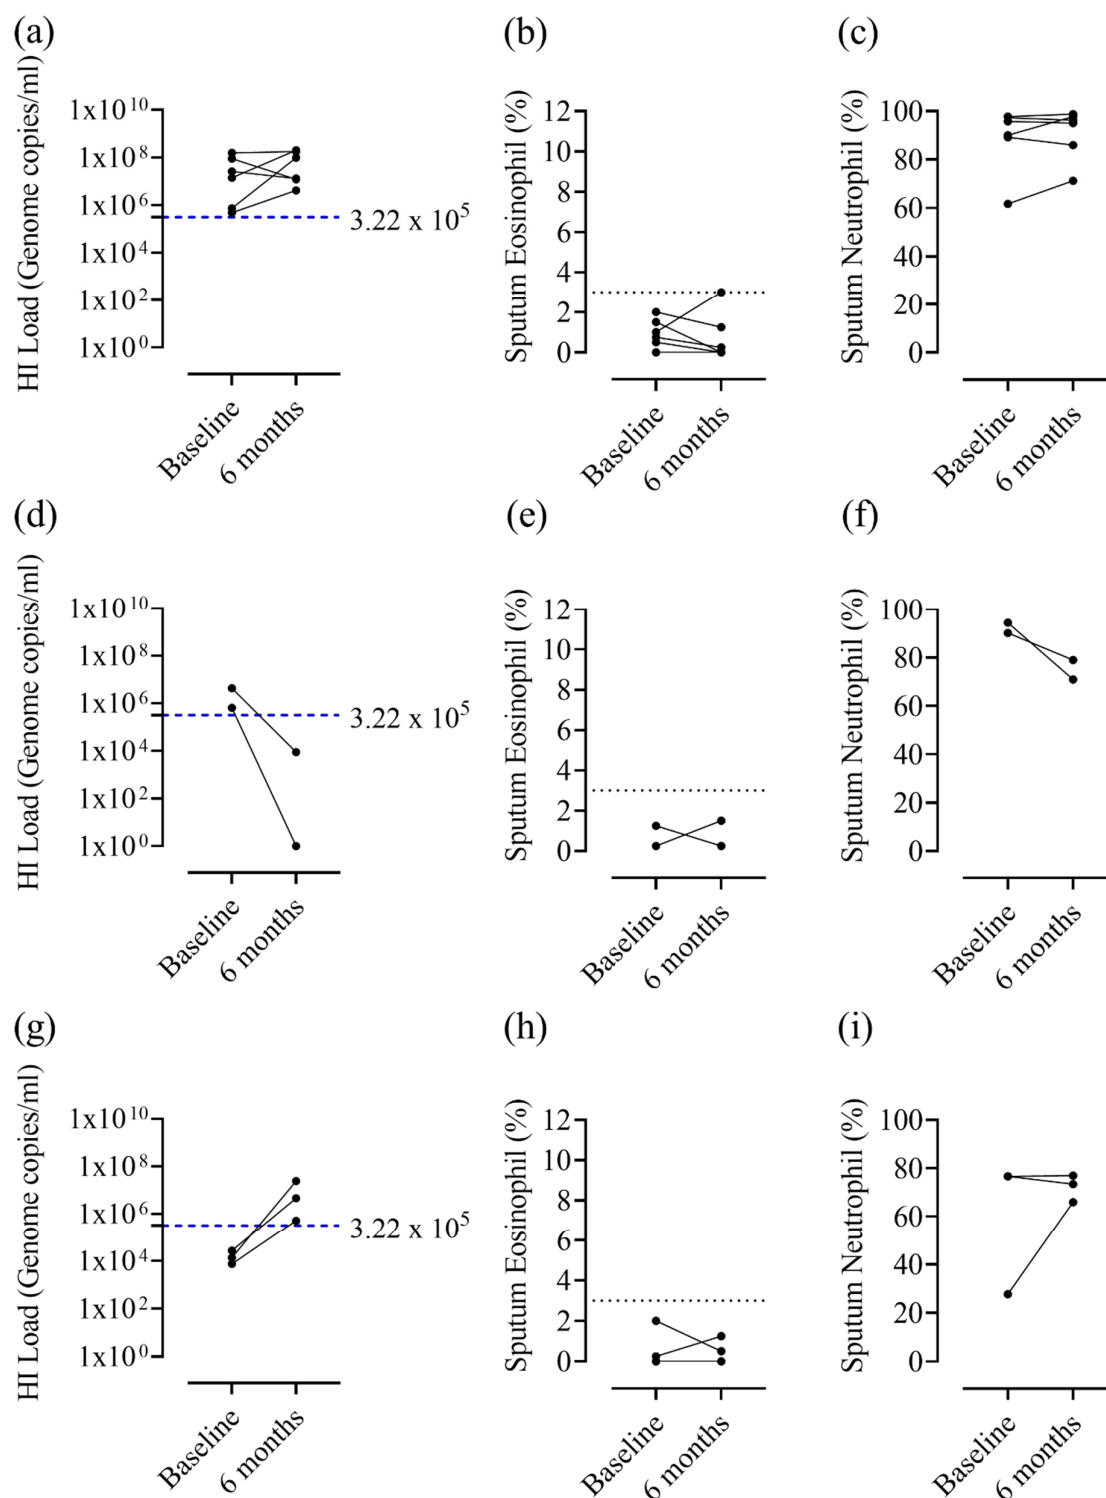 (a)
HI Load (Genome copies/ml)
1x10¹⁰
1x10⁸
1x10⁶
1x10⁴
1x10²
1x10⁰
3.22 x 10⁵
Baseline
6 months
(b)
Sputum Eosinophil (%)
12
10
8
6
4
2
0
Baseline
6 months
(c)
Sputum Neutrophil (%)
100
80
60
40
20
0
Baseline
6 months
(d)
HI Load (Genome copies/ml)
1x10¹⁰
1x10⁸
1x10⁶
1x10⁴
1x10²
1x10⁰
3.22 x 10⁵
Baseline
6 months
(e)
Sputum Eosinophil (%)
12
10
8
6
4
2
0
Baseline
6 months
(f)
Sputum Neutrophil (%)
100
80
60
40
20
0
Baseline
6 months
(g)
HI Load (Genome copies/ml)
1x10¹⁰
1x10⁸
1x10⁶
1x10⁴
1x10²
1x10⁰
3.22 x 10⁵
Baseline
6 months
(h)
Sputum Eosinophil (%)
12
10
8
6
4
2
0
Baseline
6 months
(i)
Sputum Neutrophil (%)
100
80
60
40
20
0
Baseline
6 months